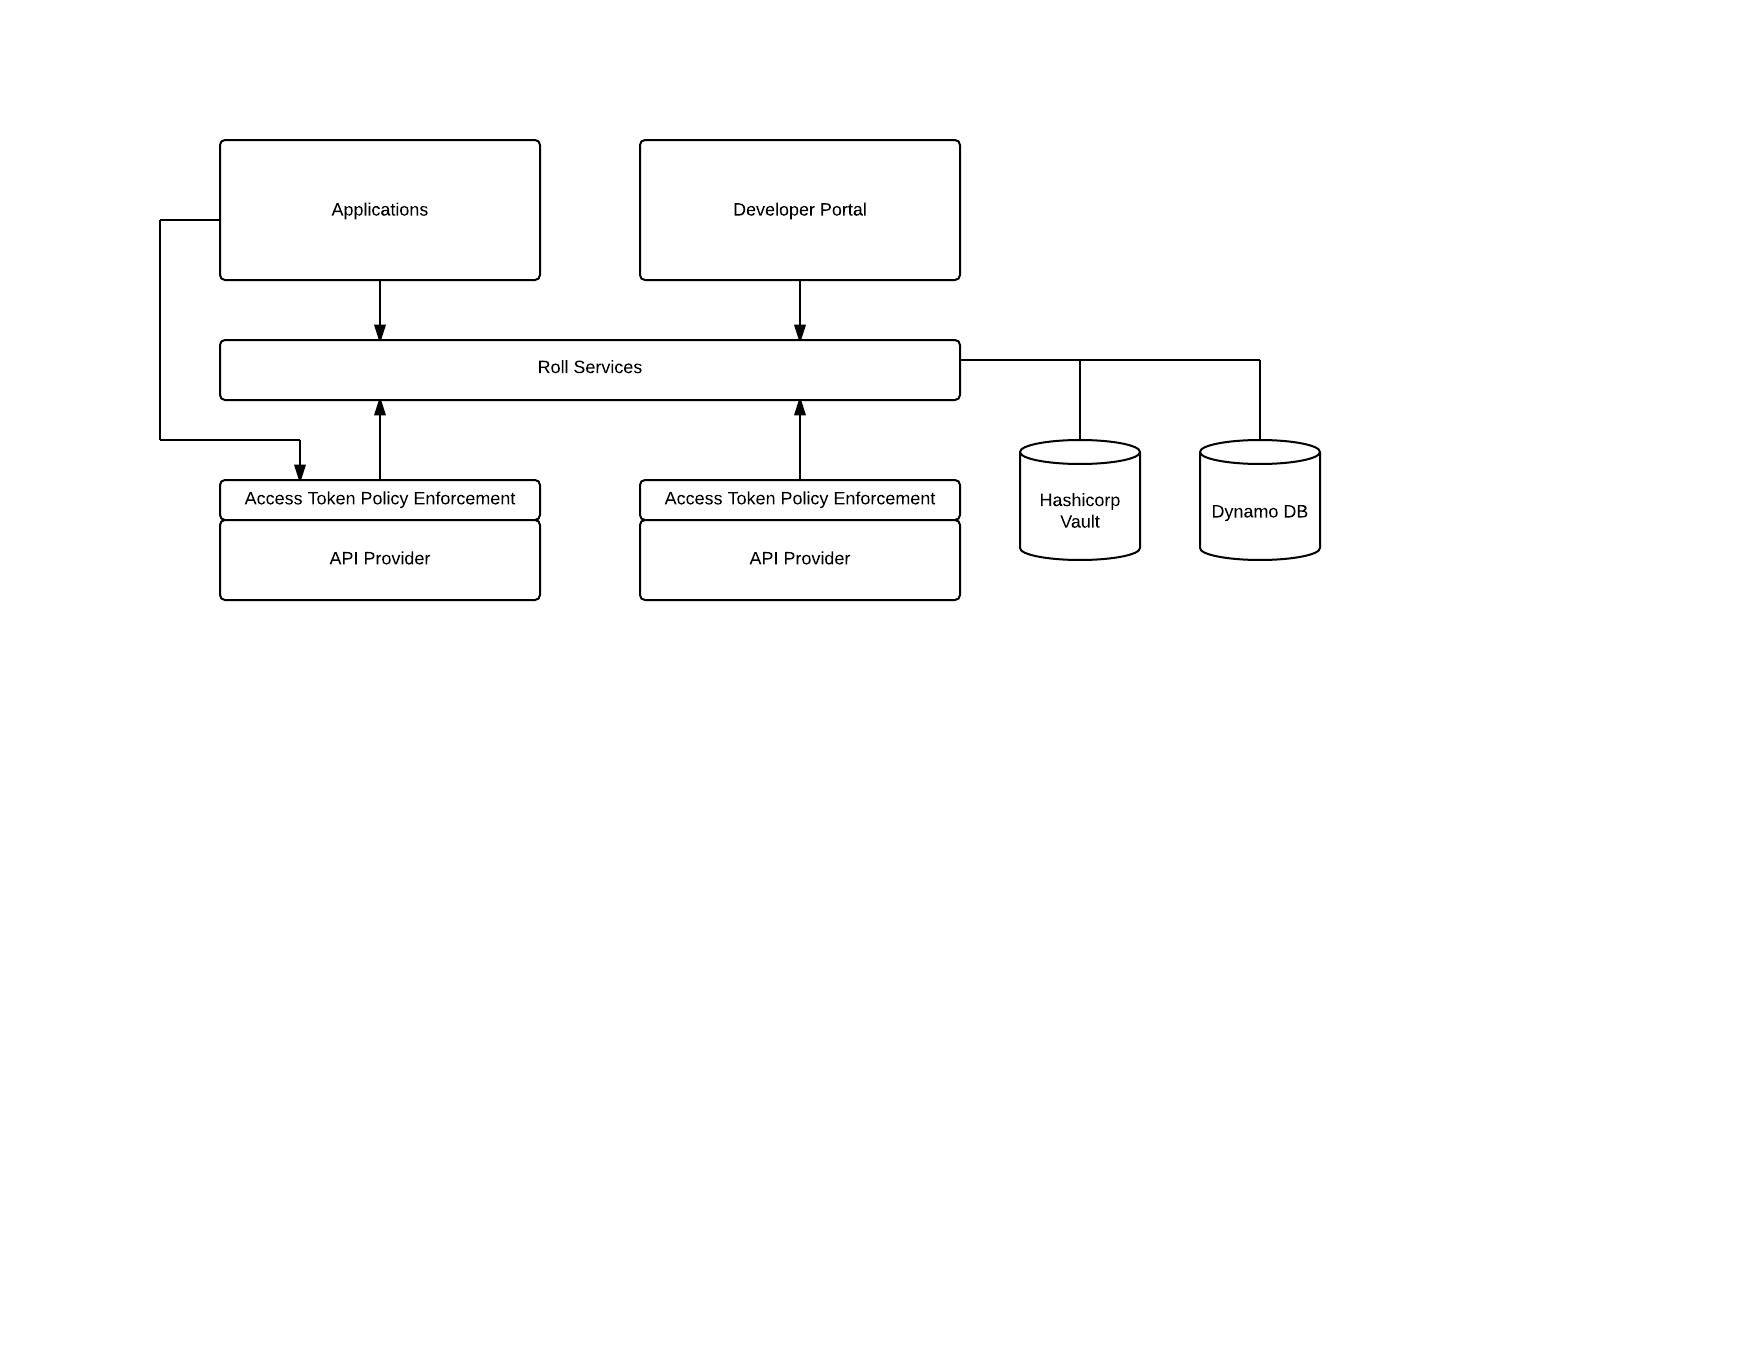 Applications
Developer Portal
Roll Services
Access Token Policy Enforcement
API Provider
Access Token Policy Enforcement
API Provider
Hashicorp
Vault
Dynamo DB